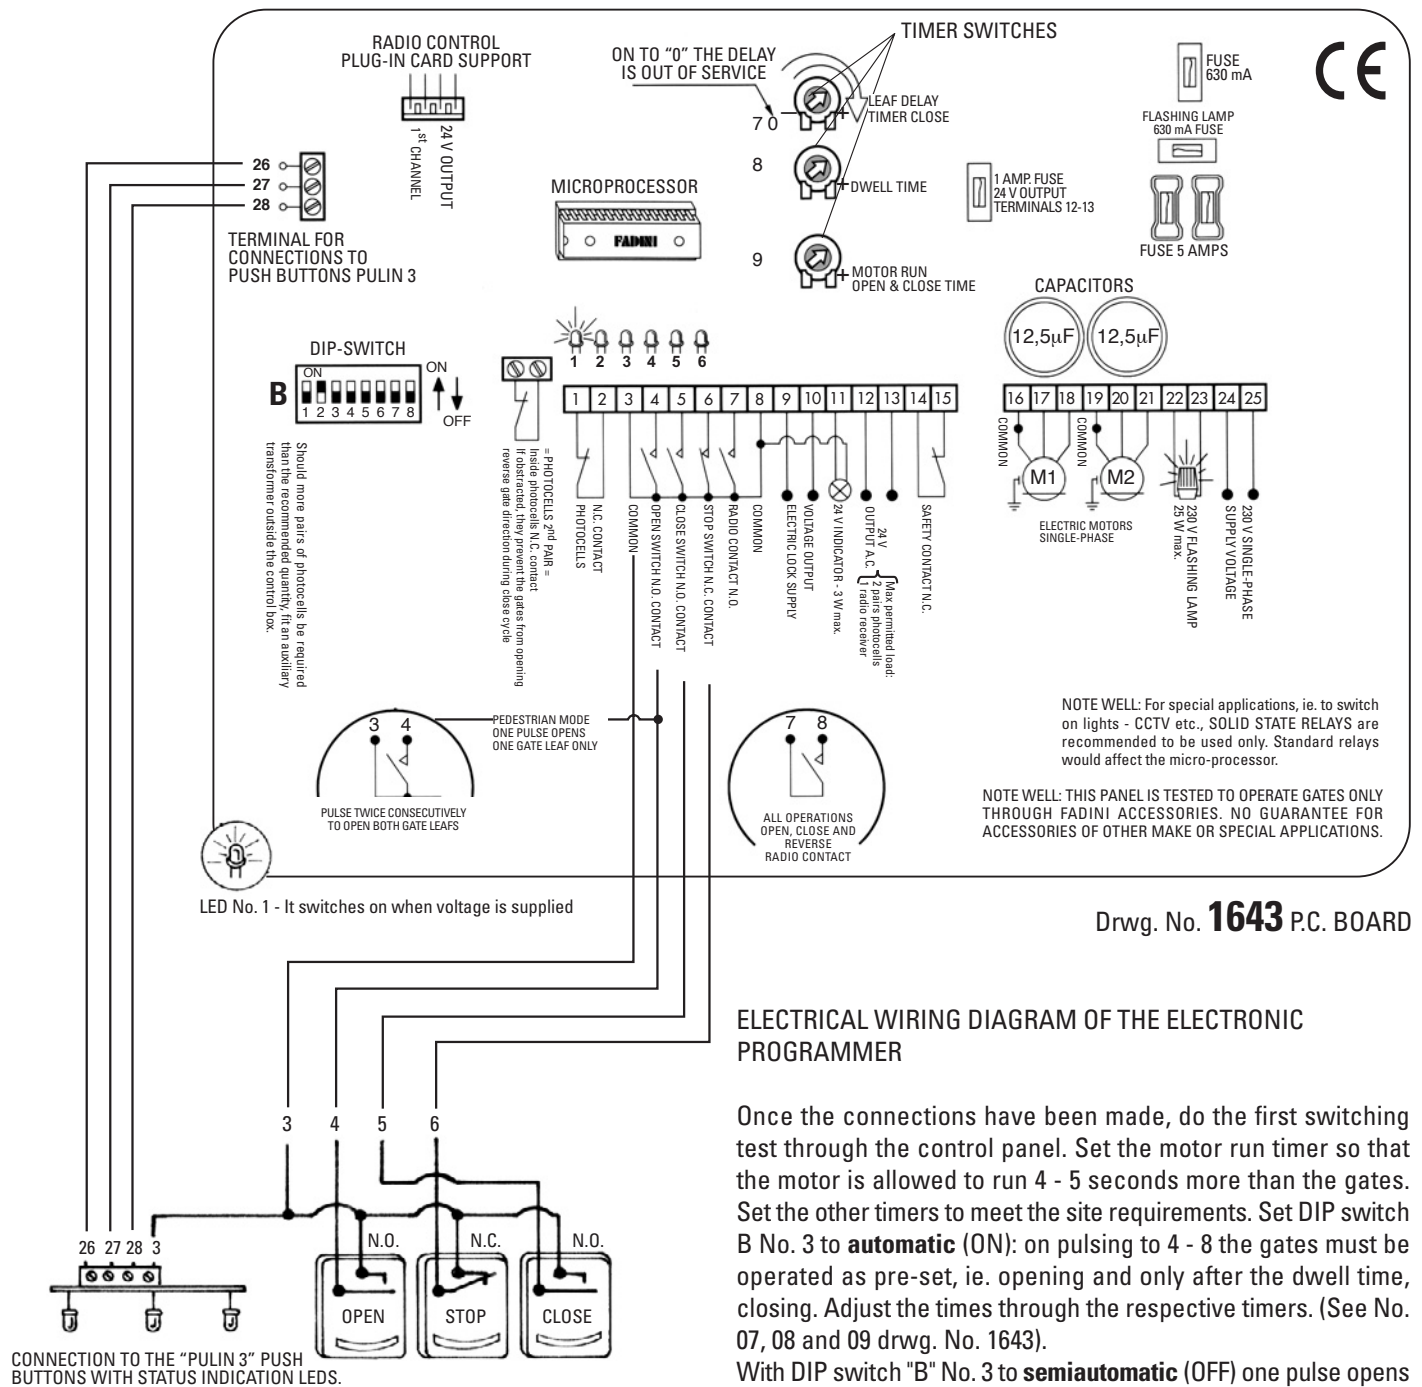 RADIO CONTROL
PLUG-IN CARD SUPPORT
1st CHANNEL
24 V OUTPUT
ON TO “0” THE DELAY
IS OUT OF SERVICE
TIMER SWITCHES
7 0
+
LEAF DELAY
TIMER CLOSE
8
+
DWELL TIME
9
+
MOTOR RUN
OPEN & CLOSE TIME
FUSE
630 mA
CE
FLASHING LAMP
630 mA FUSE
1 AMP. FUSE
24 V OUTPUT
TERMINALS 12-13
FUSE 5 AMPS
26
27
28
TERMINAL FOR
CONNECTIONS TO
PUSH BUTTONS PULIN 3
MICROPROCESSOR
FADINI
CAPACITORS
12,5µF
12,5µF
DIP-SWITCH
B
ON
1 2 3 4 5 6 7 8
ON
OFF
Should more pairs of photocells be required
than the recommended quantity, fit an auxiliary
transformer outside the control box.
1 2 3 4 5 6
= PHOTOCELLS 2nd PAIR =
Inside photocells N.C. contact
If obstracted, they prevent the gates from opening
reverse gate direction during close cycle
1 2 3 4 5 6 7 8 9 10 11 12 13 14 15
16 17 18 19 20 21 22 23 24 25
N.C. CONTACT
PHOTOCELLS
COMMON
OPEN SWITCH N.O. CONTACT
CLOSE SWITCH N.O. CONTACT
STOP SWITCH N.C. CONTACT
RADIO CONTACT N.O.
COMMON
ELECTRIC LOCK SUPPLY
VOLTAGE OUTPUT
24 V INDICATOR - 3 W max.
24 V
OUTPUT A.C.
Max permitted load:
2 pairs photocells
1 radio receiver
SAFETY CONTACT N.C.
COMMON
M1
COMMON
M2
ELECTRIC MOTORS
SINGLE-PHASE
230 V FLASHING LAMP
25 W max.
230 V SINGLE-PHASE
SUPPLY VOLTAGE
3 4
PEDESTRIAN MODE
ONE PULSE OPENS
ONE GATE LEAF ONLY
PULSE TWICE CONSECUTIVELY
TO OPEN BOTH GATE LEAFS
7 8
ALL OPERATIONS
OPEN, CLOSE AND
REVERSE
RADIO CONTACT
NOTE WELL: For special applications, ie. to switch
on lights - CCTV etc., SOLID STATE RELAYS are
recommended to be used only. Standard relays
would affect the micro-processor.
NOTE WELL: THIS PANEL IS TESTED TO OPERATE GATES ONLY
THROUGH FADINI ACCESSORIES. NO GUARANTEE FOR
ACCESSORIES OF OTHER MAKE OR SPECIAL APPLICATIONS.
LED No. 1 - It switches on when voltage is supplied
Drwg. No. 1643 P.C. BOARD
3 4 5 6
26 27 28 3
N.O.
OPEN
N.C.
STOP
N.O.
CLOSE
CONNECTION TO THE “PULIN 3” PUSH
BUTTONS WITH STATUS INDICATION LEDS.
ELECTRICAL WIRING DIAGRAM OF THE ELECTRONIC
PROGRAMMER
Once the connections have been made, do the first switching
test through the control panel. Set the motor run timer so that
the motor is allowed to run 4 - 5 seconds more than the gates.
Set the other timers to meet the site requirements. Set DIP switch
B No. 3 to automatic (ON): on pulsing to 4 - 8 the gates must be
operated as pre-set, ie. opening and only after the dwell time,
closing. Adjust the times through the respective timers. (See No.
07, 08 and 09 drwg. No. 1643).
With DIP switch "B" No. 3 to semiautomatic (OFF) one pulse opens